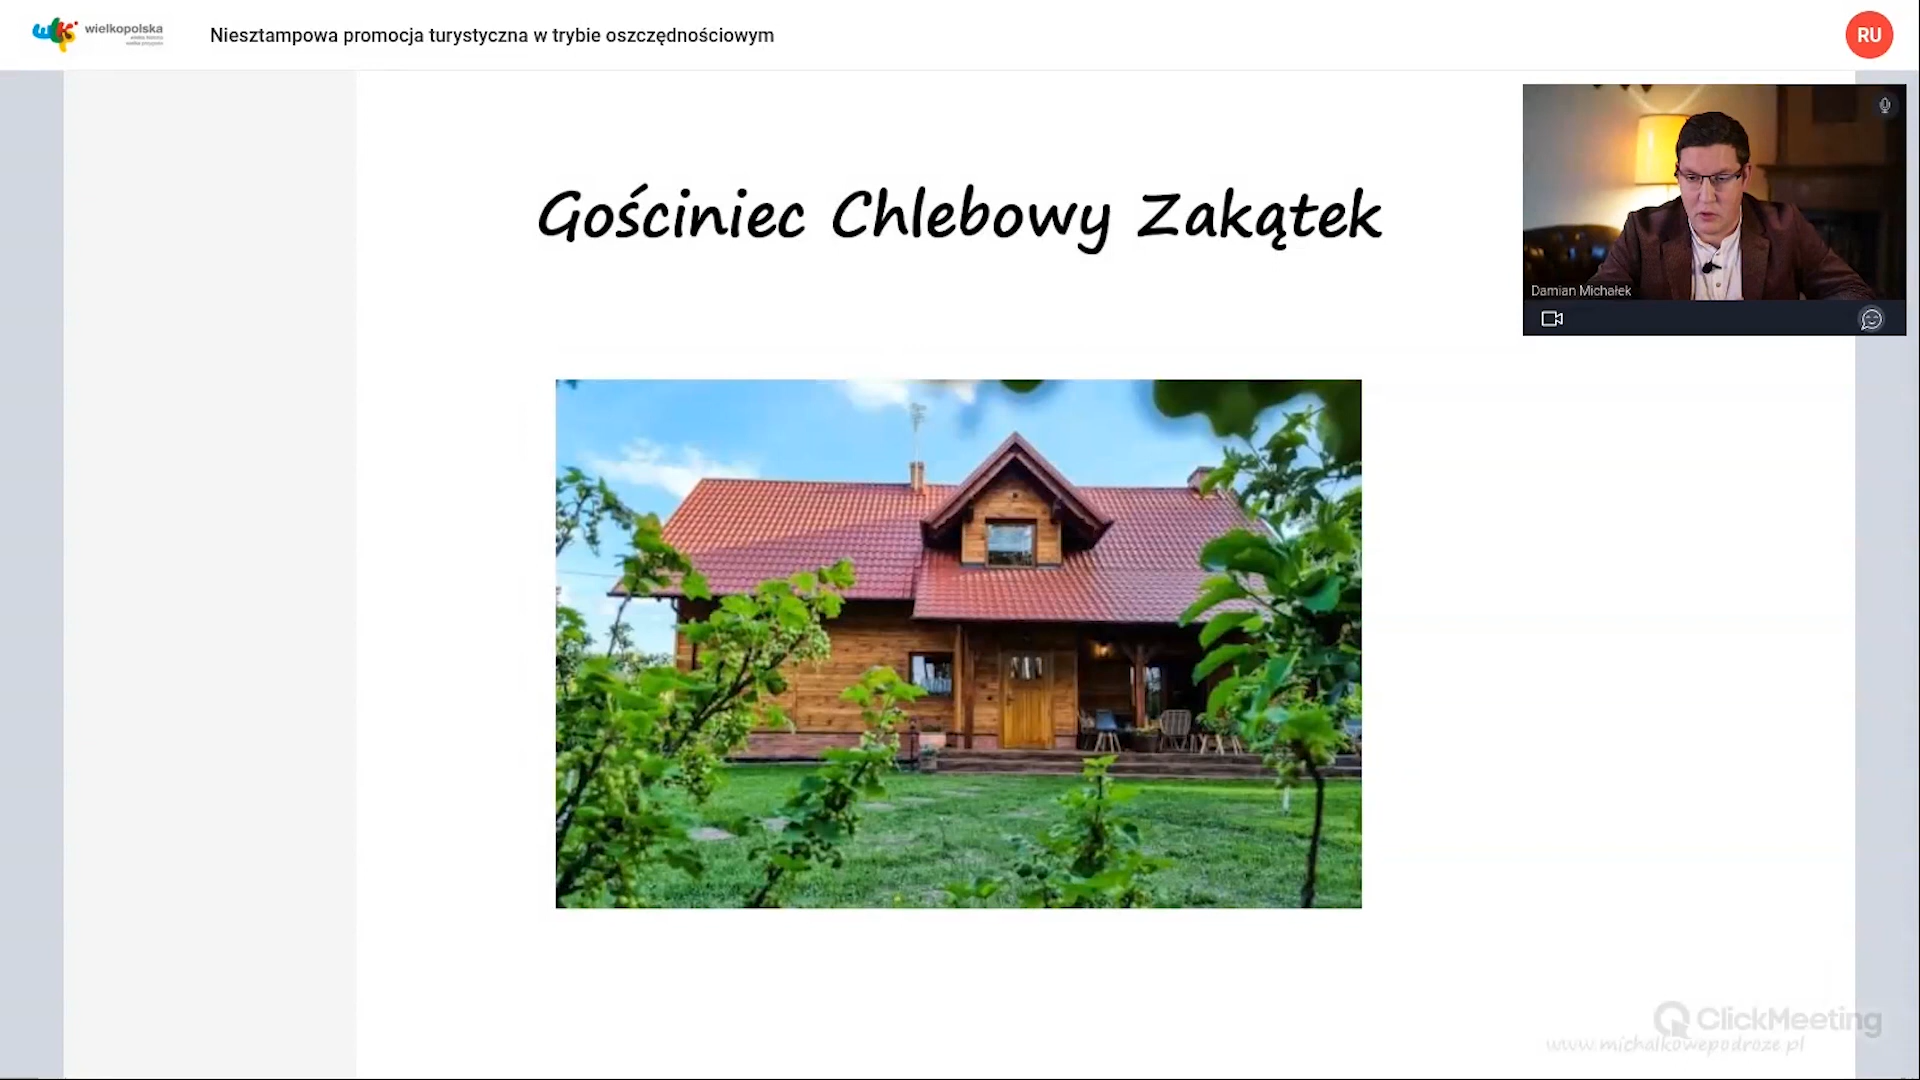 wielkopolska
Niesztampowa promocja turystyczna w trybie oszczędnościowym
RU
Gościniec Chlebowy Zakątek
Damian Michałek
ClickMeeting
www.michalkowepodroze.pl